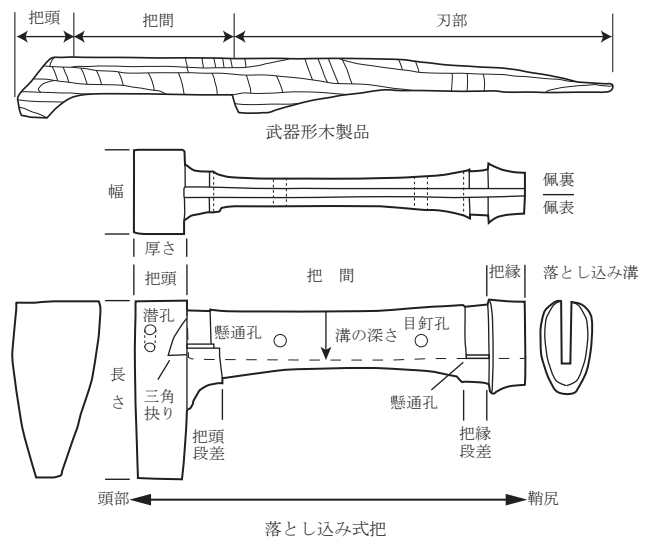 把頭
把間
刃部
武器形木製品
幅
佩裏
佩表
厚さ
把頭
把　間
把縁
落とし込み溝
潜孔
懸通孔
溝の深さ
目釘孔
長さ
三角
抉り
懸通孔
把頭
段差
把縁
段差
頭部
鞘尻
落とし込み式把